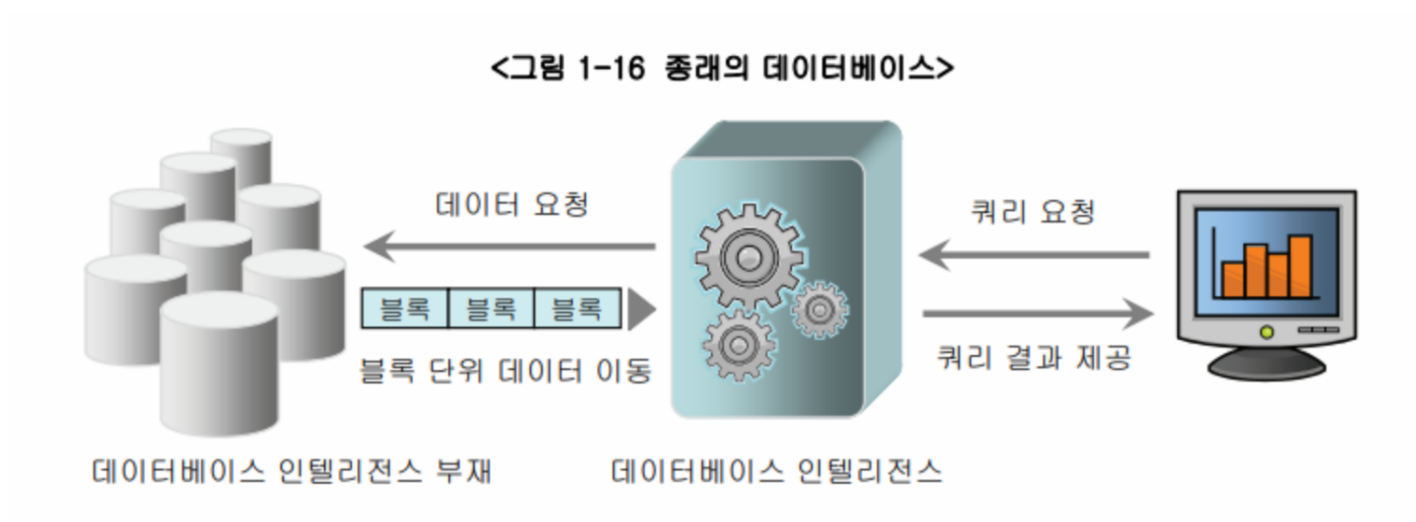 <그림 1-16 종래의 데이터베이스>
데이터 요청
쿼리 요청
블록 블록 블록
블록 단위 데이터 이동
쿼리 결과 제공
데이터베이스 인텔리전스 부재
데이터베이스 인텔리전스